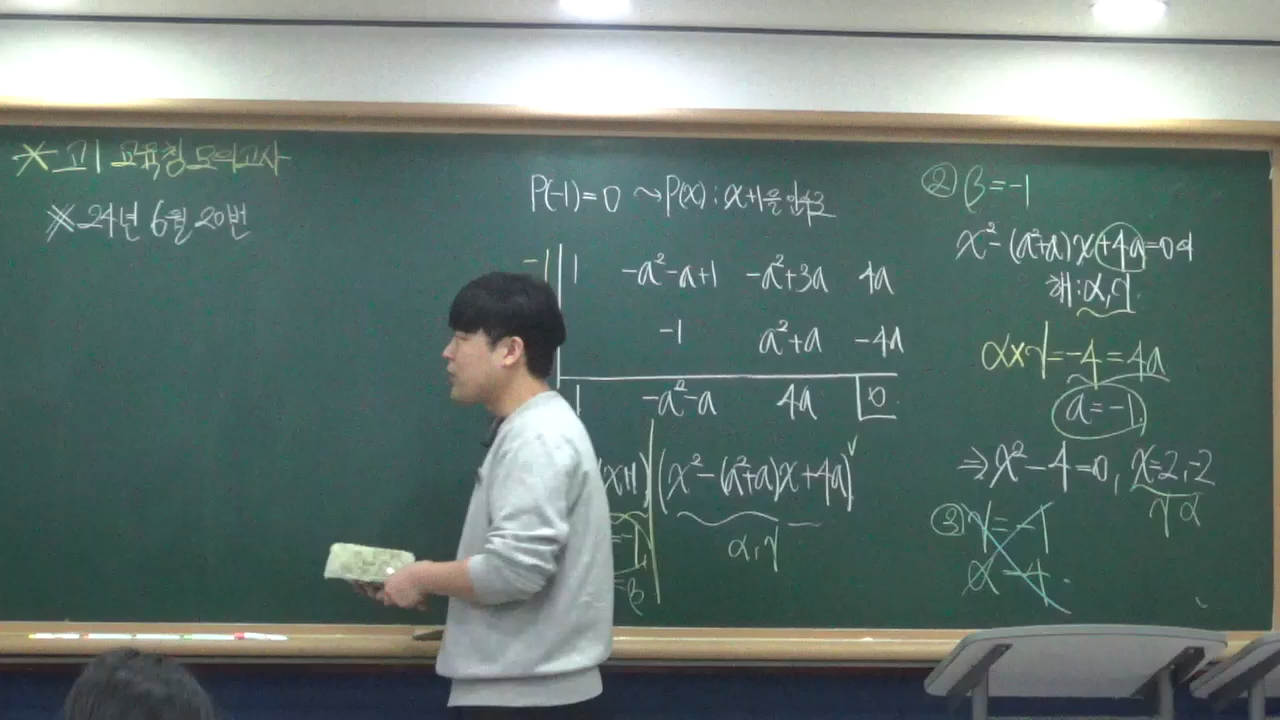 * 고1 교육청 모의고사
※ 24년 6월 20번
P(-1)=0 ~> P(x) : x+1을 인수로
-1 | 1 -a²-a+1 -a²+3a 4a
-1 a²+a -4a
1 -a²-a 4a 0
(x+1) (x²-(a²+a)x+4a)
=-1
=β
α, γ
② β=-1
x²-(a²+a)x+4a=0의
해: α, γ
α×γ=-4=4a
a=-1
⇒ x²-4=0, x=2, -2
γ α
③ γ=-1
α=4